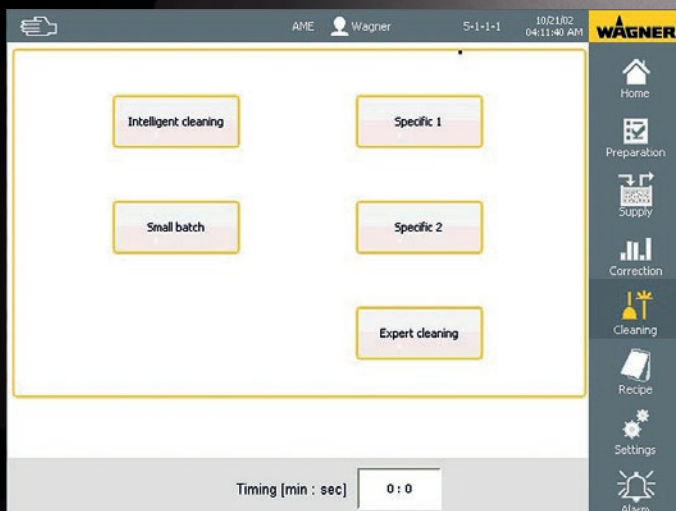 AME Wagner 5-1-1-1 10/21/02
04:11:40 AM
WAGNER
Intelligent cleaning
Specific 1
Small batch
Specific 2
Expert cleaning
Timing [min : sec] 0 : 0
Home
Preparation
Supply
Correction
Cleaning
Recipe
Settings
Alarm